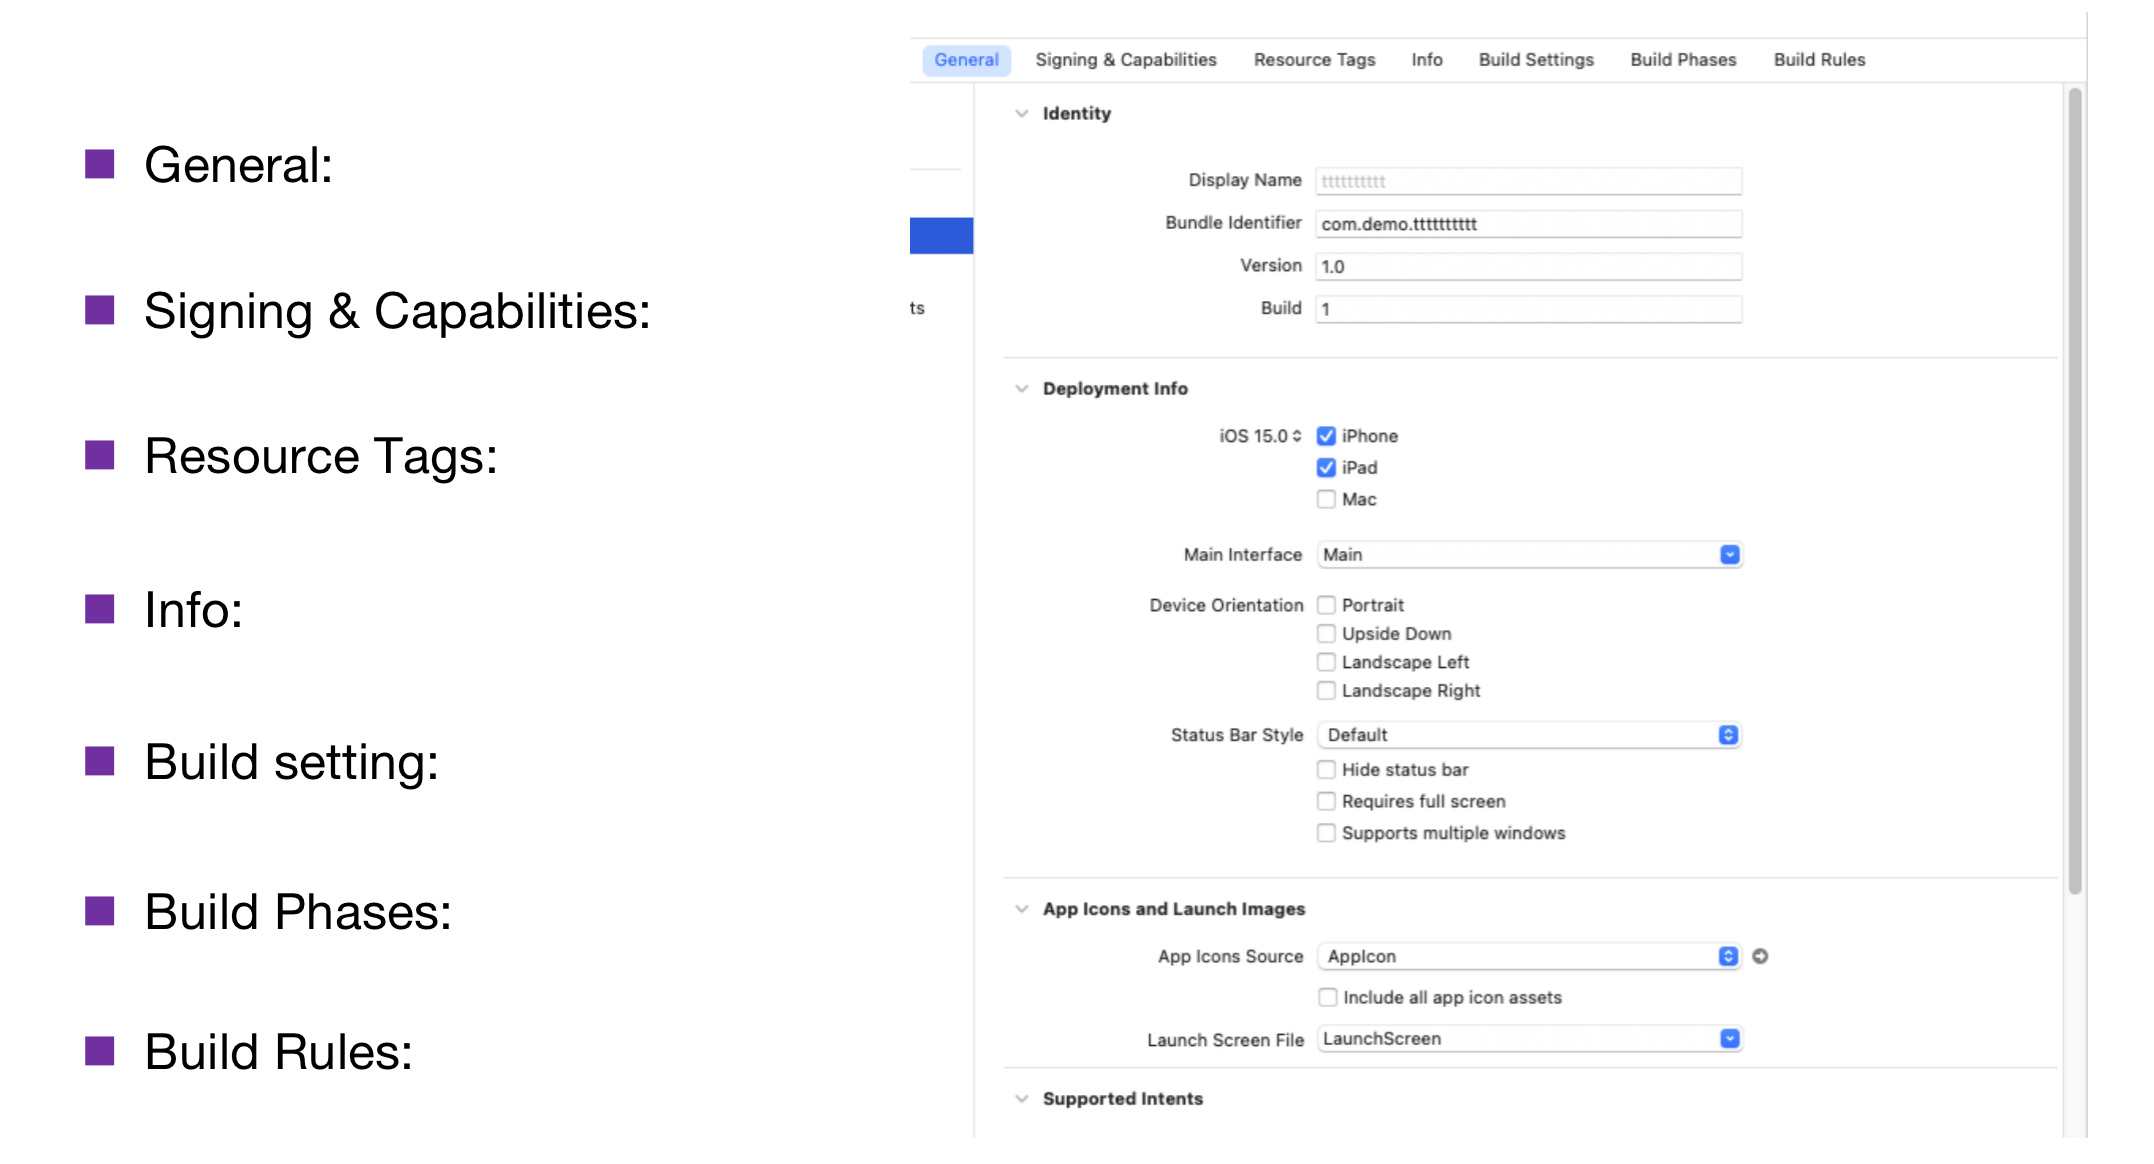 General:
Signing & Capabilities:
Resource Tags:
Info:
Build setting:
Build Phases:
Build Rules:
General Signing & Capabilities Resource Tags Info Build Settings Build Phases Build Rules
ts
Identity
Display Name tttttttttt
Bundle Identifier com.demo.tttttttttt
Version 1.0
Build 1
Deployment Info
iOS 15.0 iPhone
iPad
Mac
Main Interface Main
Device Orientation Portrait
Upside Down
Landscape Left
Landscape Right
Status Bar Style Default
Hide status bar
Requires full screen
Supports multiple windows
App Icons and Launch Images
App Icons Source AppIcon
Include all app icon assets
Launch Screen File LaunchScreen
Supported Intents